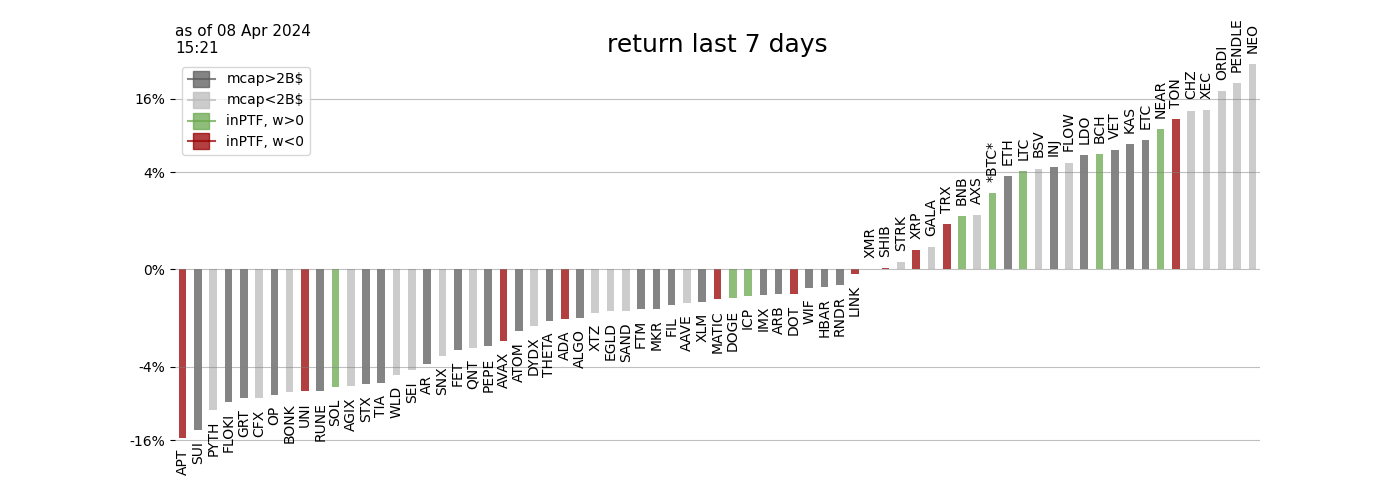 as of 08 Apr 2024
15:21
return last 7 days
mcap>2B$
mcap<2B$
inPTF, w>0
inPTF, w<0
16%
4%
0%
-4%
-16%
APT
SUI
PYTH
FLOKI
GRT
CFX
OP
BONK
UNI
RUNE
SOL
AGIX
STX
TIA
WLD
SEI
AR
SNX
FET
QNT
PEPE
AVAX
ATOM
DYDX
THETA
ADA
ALGO
XTZ
EGLD
SAND
FTM
MKR
FIL
AAVE
XLM
MATIC
DOGE
ICP
IMX
ARB
DOT
WIF
HBAR
RNDR
LINK
XMR
SHIB
STRK
XRP
GALA
TRX
BNB
AXS
*BTC*
ETH
LTC
BSV
INJ
FLOW
LDO
BCH
VET
KAS
ETC
NEAR
TON
CHZ
XEC
ORDI
PENDLE
NEO